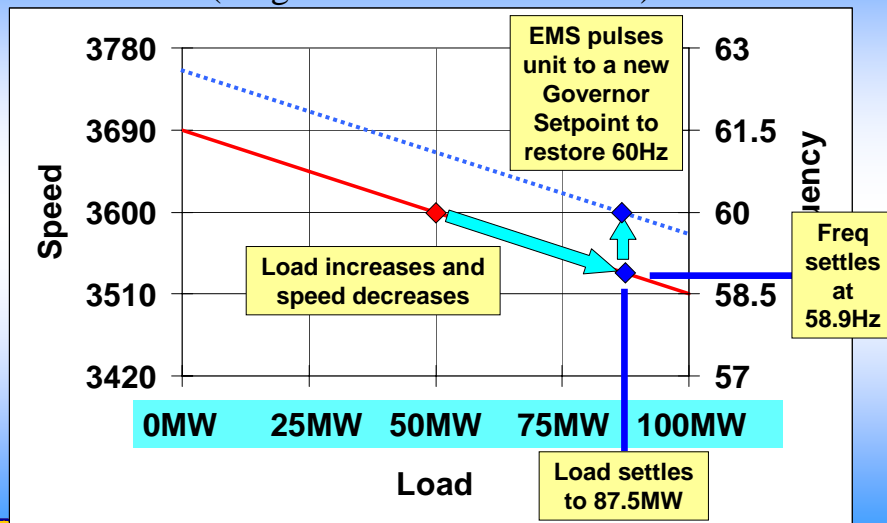 3780
3690
3600
3510
3420
Speed
63
61.5
60
58.5
57
EMS pulses
unit to a new
Governor
Setpoint to
restore 60Hz
Load increases and
speed decreases
Freq
settles
at
58.9Hz
0MW 25MW 50MW 75MW 100MW
Load
Load settles
to 87.5MW